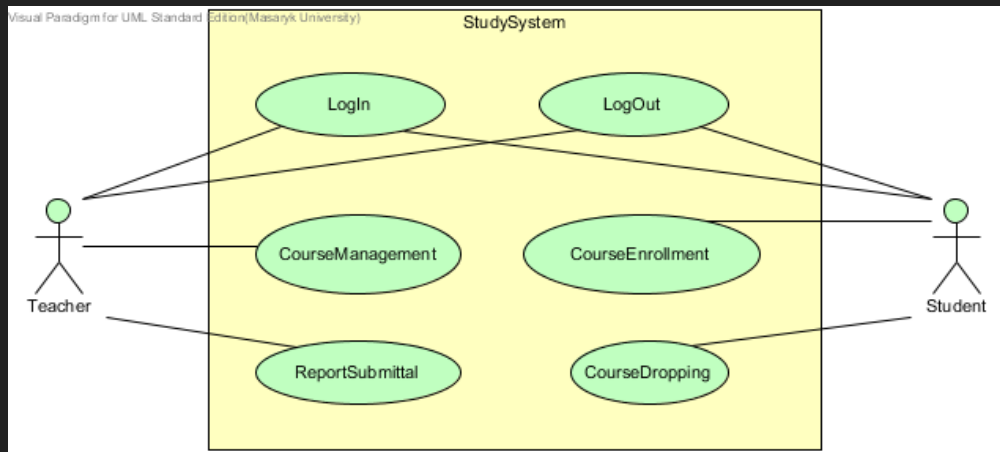 Visual Paradigm for UML Standard Edition(Masaryk University)
StudySystem
LogIn
LogOut
CourseManagement
CourseEnrollment
Teacher
Student
ReportSubmittal
CourseDropping